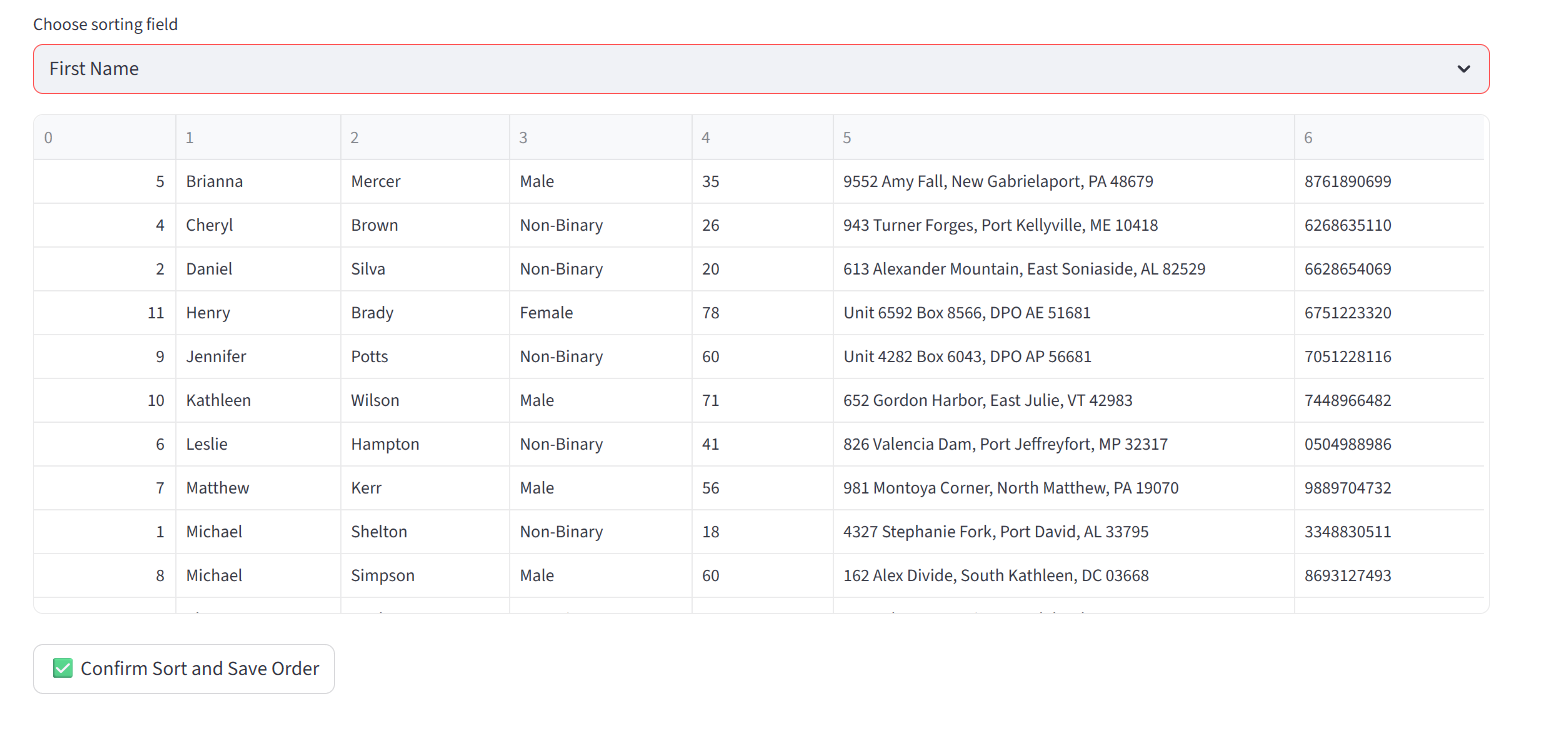 Choose sorting field
First Name
0 1 2 3 4 5 6
5 Brianna Mercer Male 35 9552 Amy Fall, New Gabrielaport, PA 48679 8761890699
4 Cheryl Brown Non-Binary 26 943 Turner Forges, Port Kellyville, ME 10418 6268635110
2 Daniel Silva Non-Binary 20 613 Alexander Mountain, East Soniaside, AL 82529 6628654069
11 Henry Brady Female 78 Unit 6592 Box 8566, DPO AE 51681 6751223320
9 Jennifer Potts Non-Binary 60 Unit 4282 Box 6043, DPO AP 56681 7051228116
10 Kathleen Wilson Male 71 652 Gordon Harbor, East Julie, VT 42983 7448966482
6 Leslie Hampton Non-Binary 41 826 Valencia Dam, Port Jeffreyfort, MP 32317 0504988986
7 Matthew Kerr Male 56 981 Montoya Corner, North Matthew, PA 19070 9889704732
1 Michael Shelton Non-Binary 18 4327 Stephanie Fork, Port David, AL 33795 3348830511
8 Michael Simpson Male 60 162 Alex Divide, South Kathleen, DC 03668 8693127493
Confirm Sort and Save Order